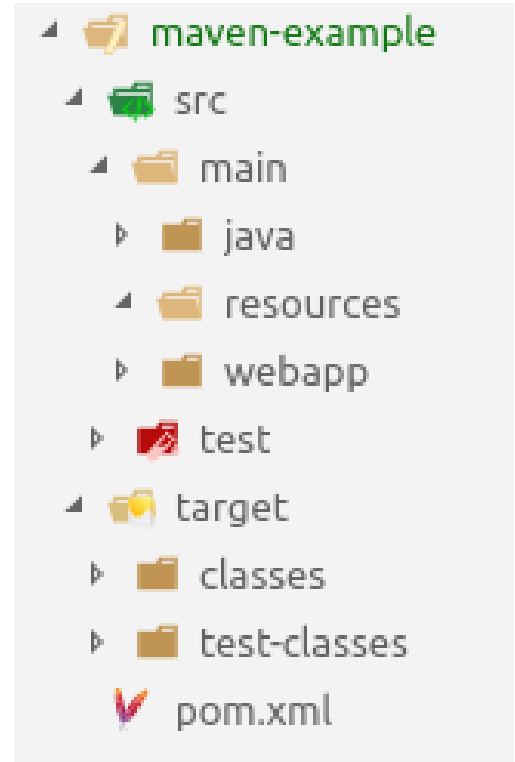 maven-example
src
main
java
resources
webapp
test
target
classes
test-classes
pom.xml